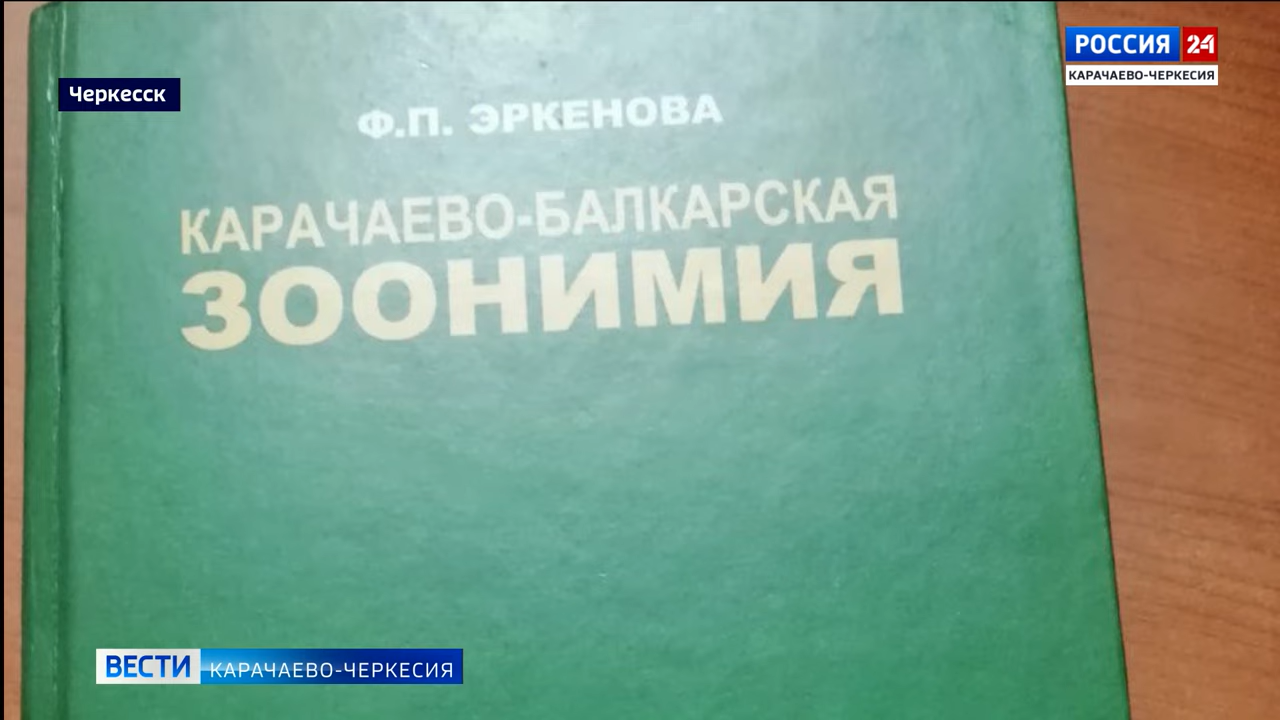 РОССИЯ 24
КАРАЧАЕВО-ЧЕРКЕСИЯ
Черкесск
Ф.П. ЭРКЕНОВА
КАРАЧАЕВО-БАЛКАРСКАЯ
ЗООНИМИЯ
ВЕСТИ КАРАЧАЕВО-ЧЕРКЕСИЯ